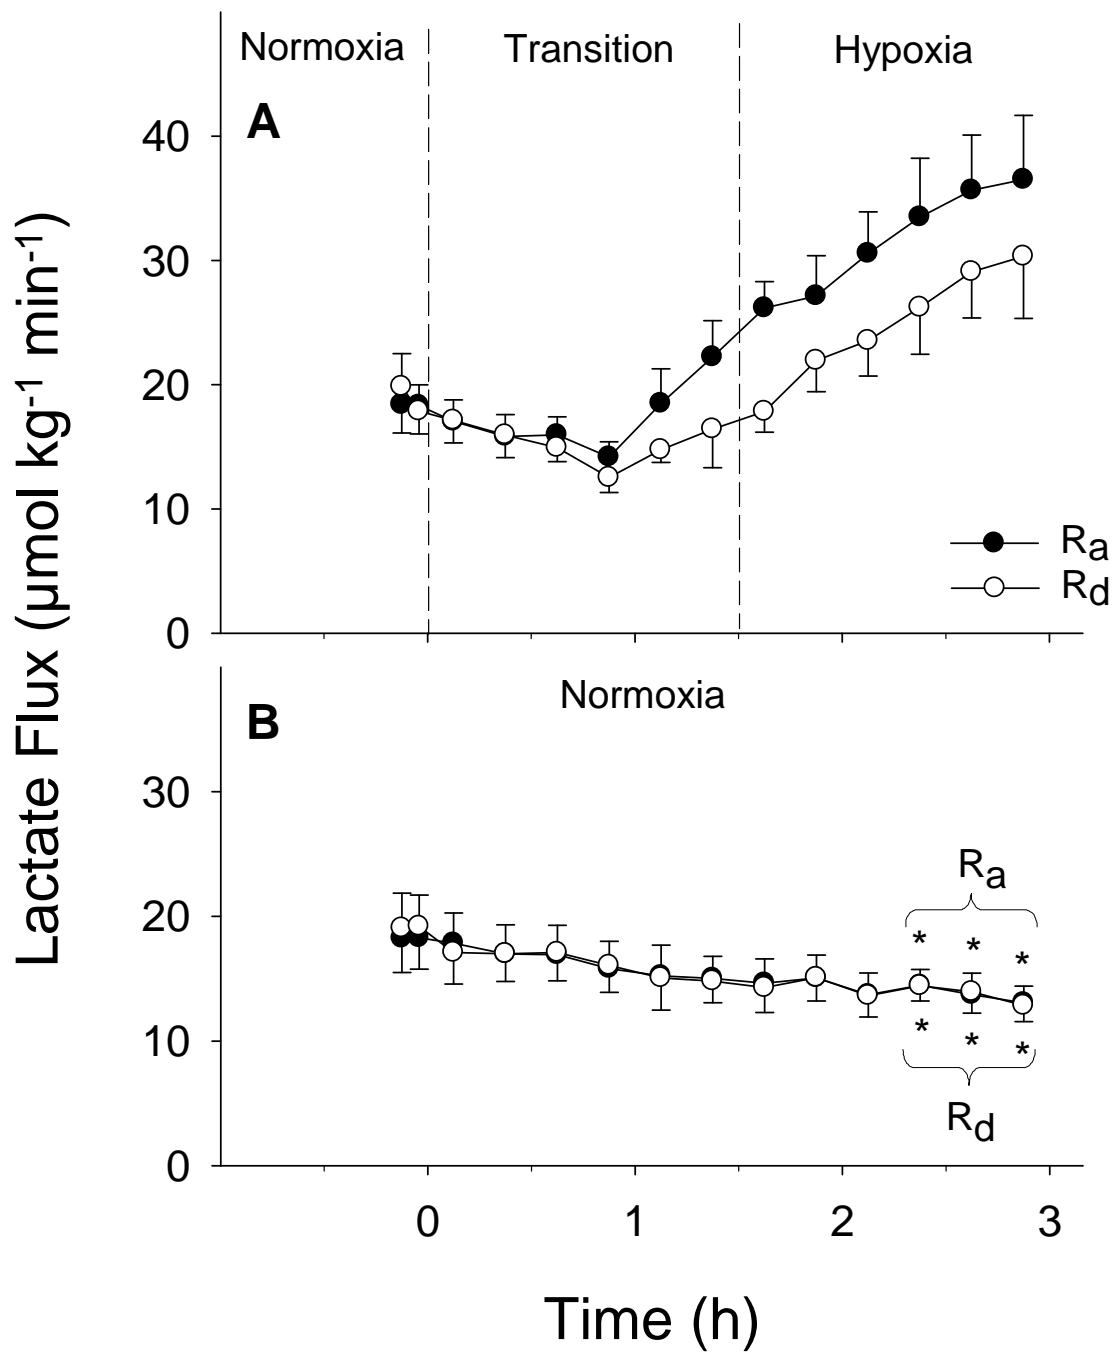 Normoxia Transition Hypoxia
A
40
30
20
10
0
Ra
Rd
Lactate Flux (µmol kg-1 min-1)
Normoxia
B
30
20
10
0
Ra
* * *
* * *
Rd
0 1 2 3
Time (h)